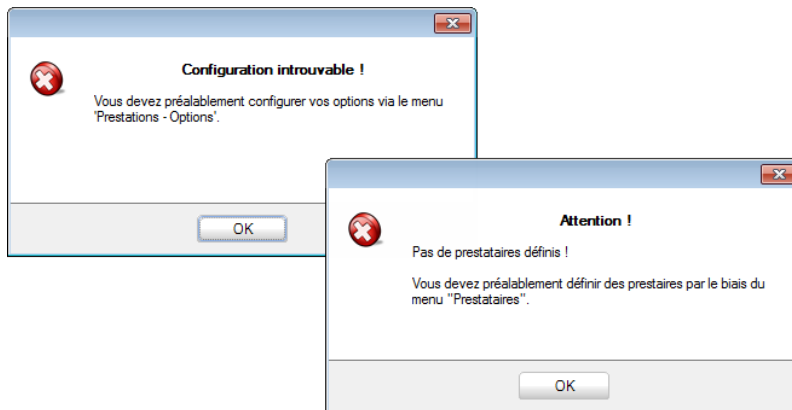 Configuration introuvable !
Vous devez préalablement configurer vos options via le menu
'Prestations - Options'.
OK
Attention !
Pas de prestataires définis !
Vous devez préalablement définir des prestaires par le biais du
menu "Prestataires".
OK